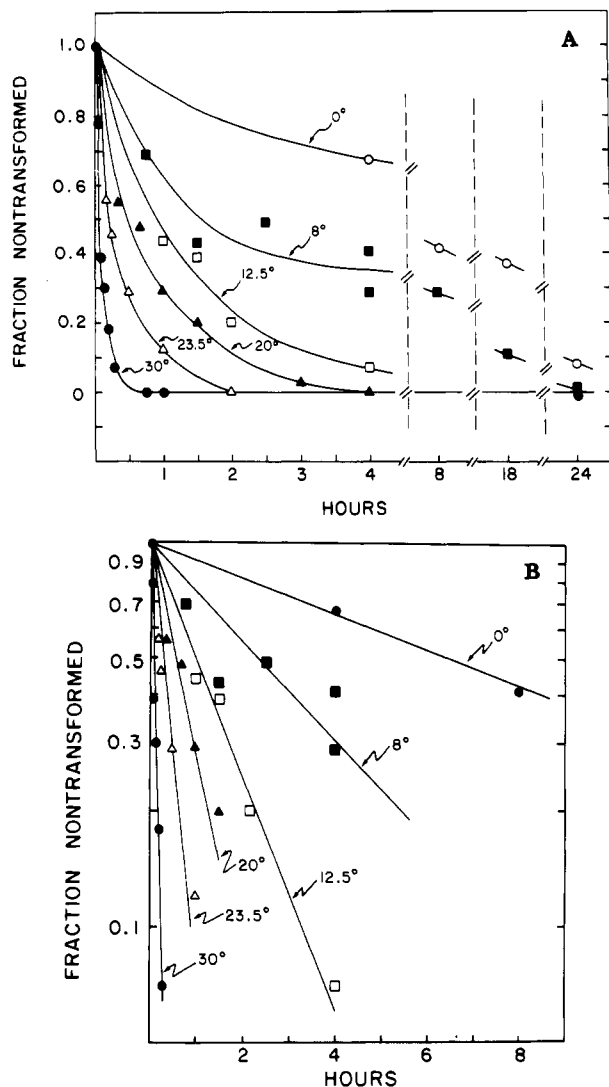 A
FRACTION NONTRANSFORMED
1.0
0.8
0.6
0.4
0.2
0
0°
8°
12.5°
20°
23.5°
30°
1 2 3 4 8 18 24
HOURS
B
FRACTION NONTRANSFORMED
0.9
0.7
0.5
0.3
0.1
0°
8°
12.5°
20°
23.5°
30°
2 4 6 8
HOURS